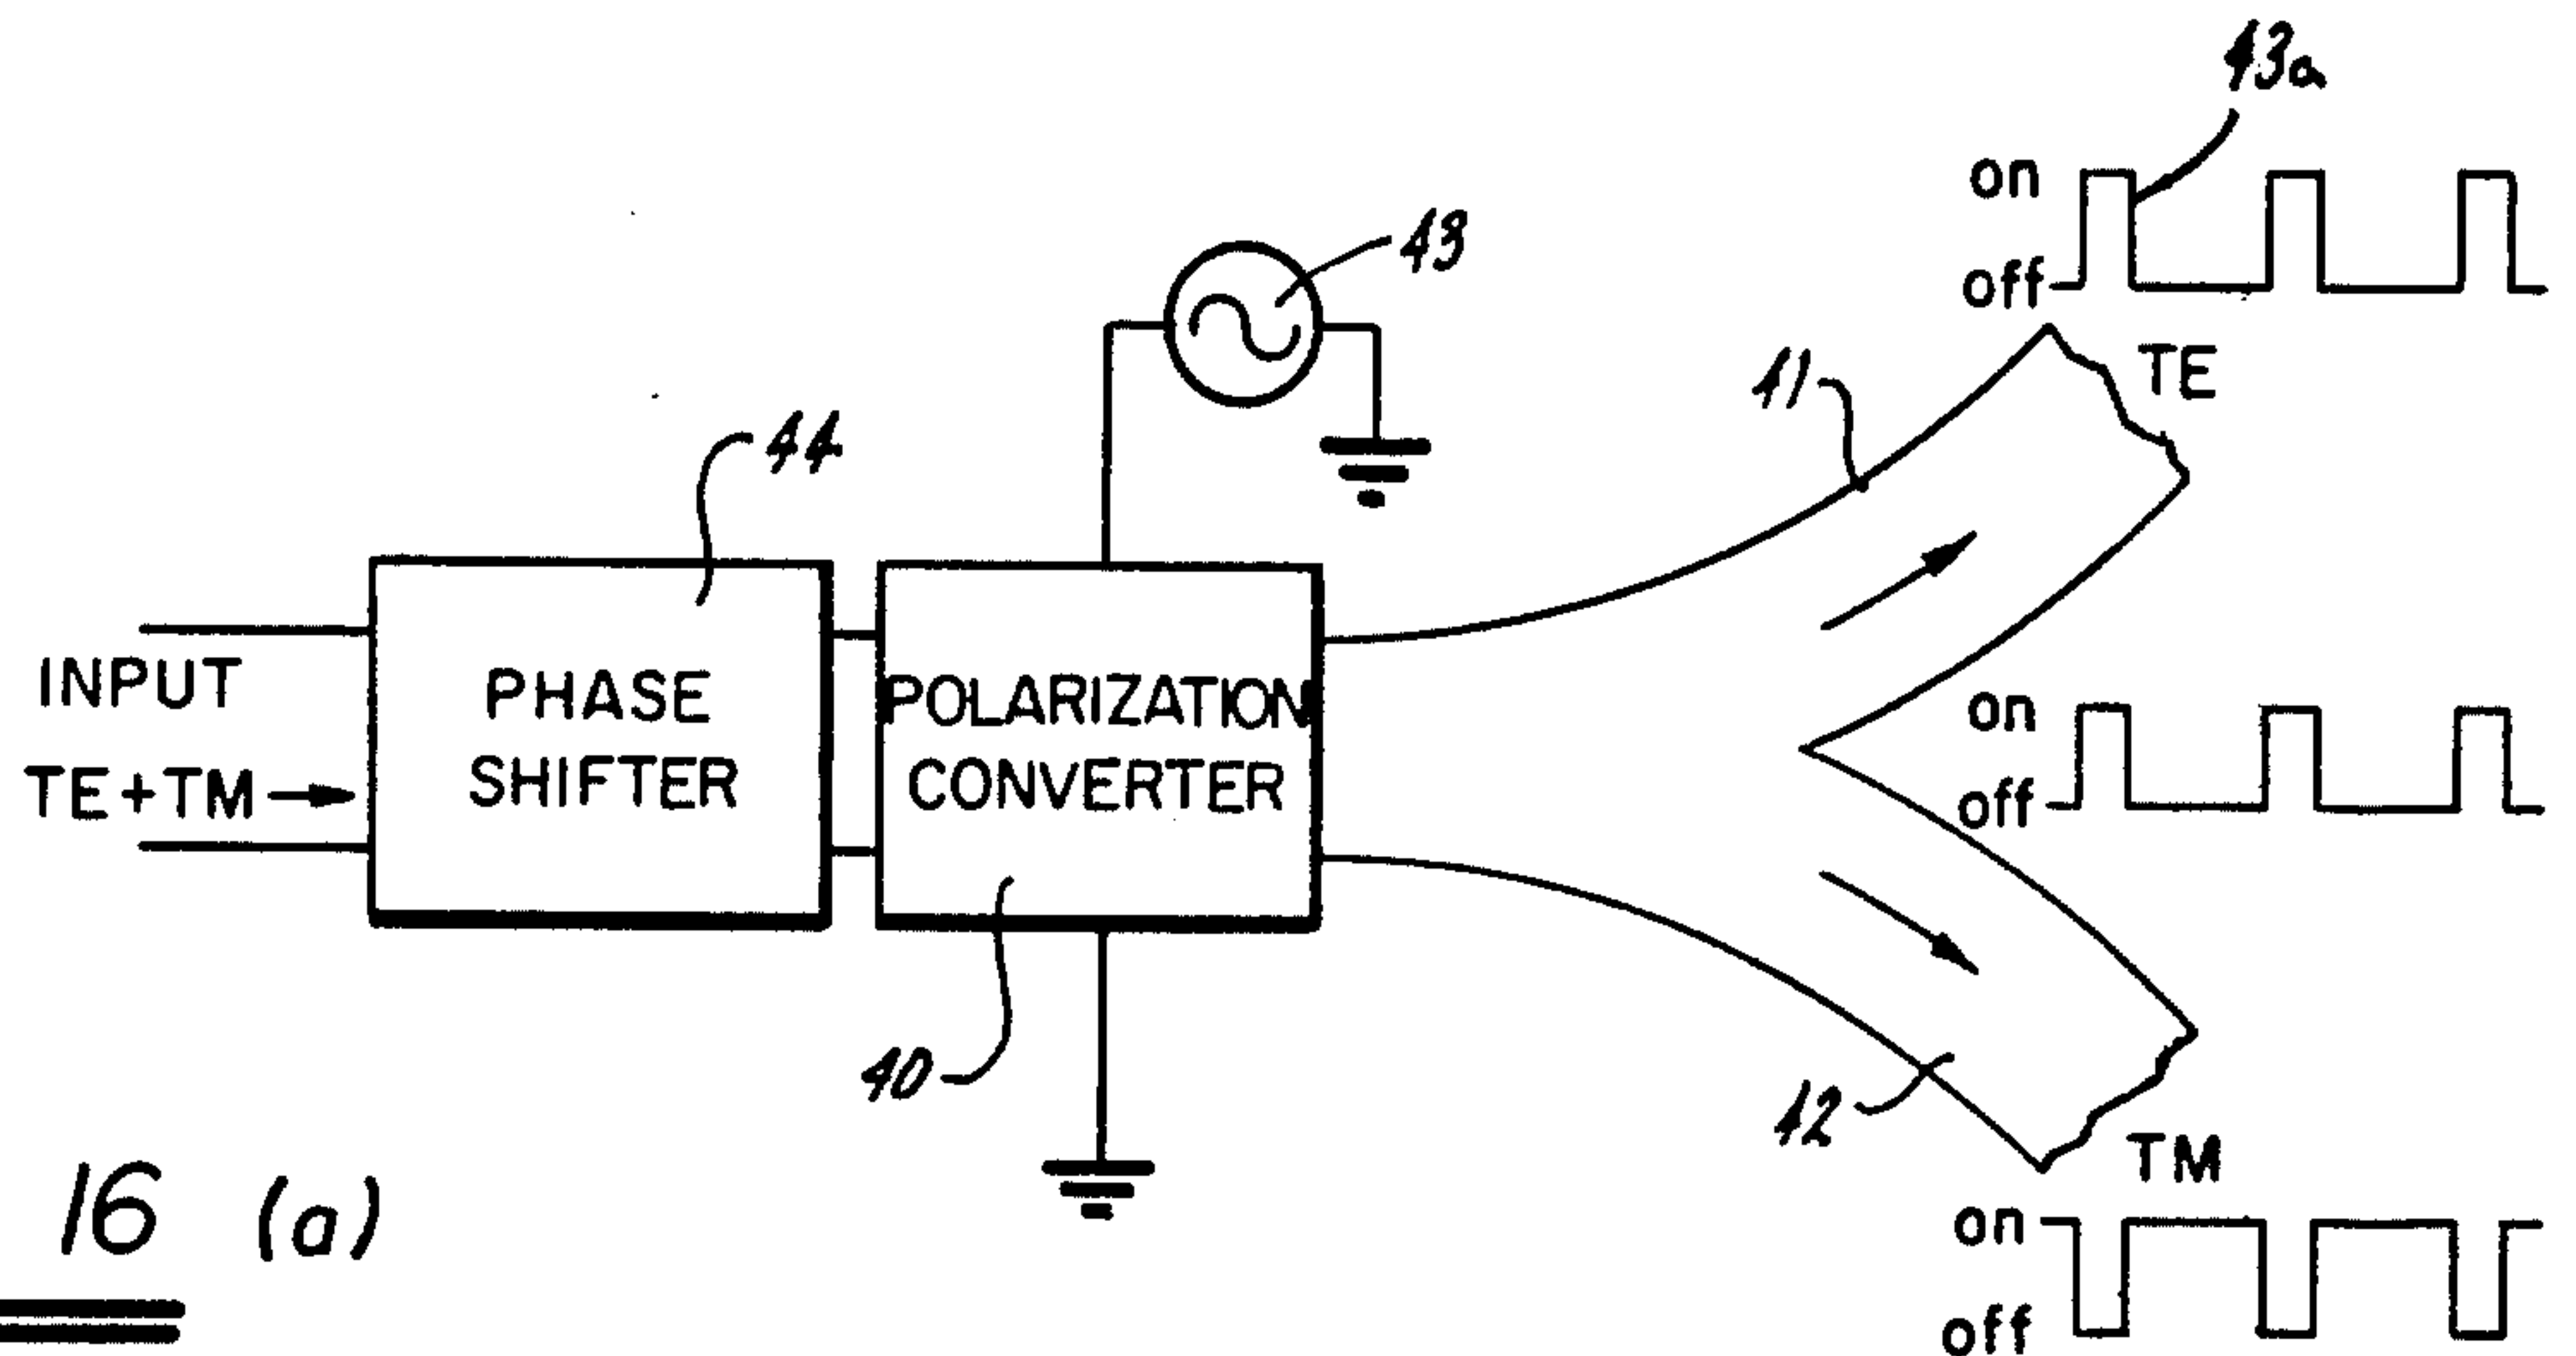 43a
on
off
43
TE
41
44
INPUT
TE + TM
PHASE
SHIFTER
POLARIZATION
CONVERTER
on
off
40
42
TM
on
off
16 (a)